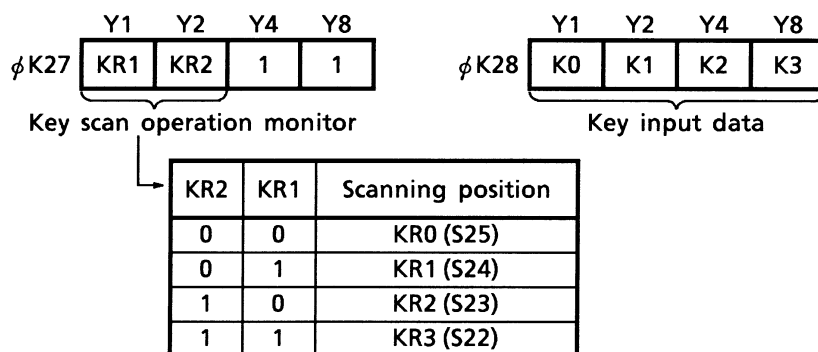 Y1 Y2 Y4 Y8 Y1 Y2 Y4 Y8
ϕK27 KR1 KR2 1 1 ϕK28 K0 K1 K2 K3
Key scan operation monitor Key input data
KR2 KR1 Scanning position
0 0 KR0 (S25)
0 1 KR1 (S24)
1 0 KR2 (S23)
1 1 KR3 (S22)